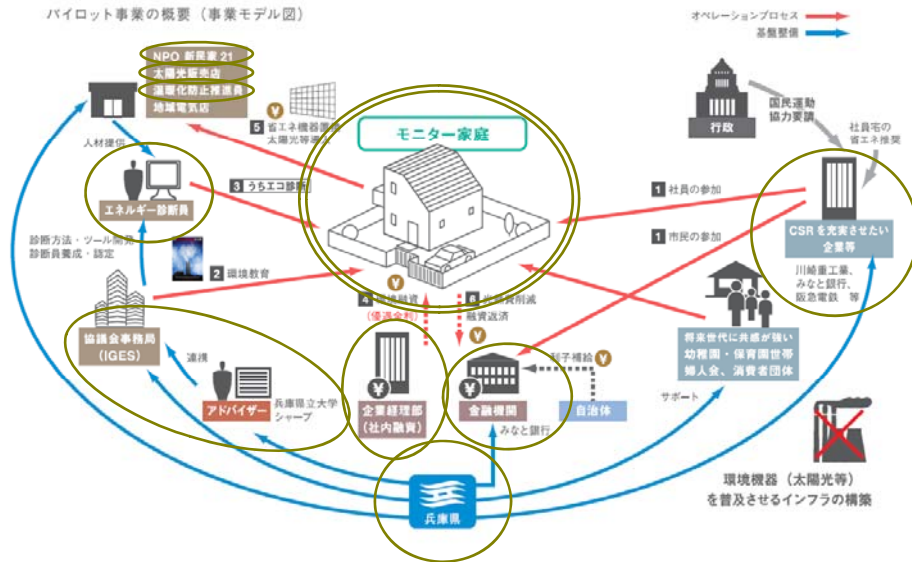 パイロット事業の概要（事業モデル図）
オペレーションプロセス
基盤整備
NPO 新民家 21
太陽光販売店
温暖化防止推進員
地域電気店
人材提供
5 省エネ機器置換
太陽光等導入
¥
モニター家庭
行政
国民運動
協力要請
社員宅の
省エネ推奨
エネルギー診断員
3 うちエコ診断
1 社員の参加
1 市民の参加
CSRを充実させたい
企業等
川崎重工業、
みなと銀行、
阪急電鉄 等
診断方法・ツール開発
診断員養成・認定
2 環境教育
¥
4 環境融資
(優遇金利)
6 光熱費削減
融資返済
¥
協議会事務局
(IGES)
連携
アドバイザー
兵庫県立大学
シャープ
¥
企業経理部
(社内融資)
¥
金融機関
みなと銀行
利子補給 ¥
自治体
将来世代に共感が強い
幼稚園・保育園世帯
婦人会、消費者団体
サポート
兵庫県
環境機器（太陽光等）
を普及させるインフラの構築